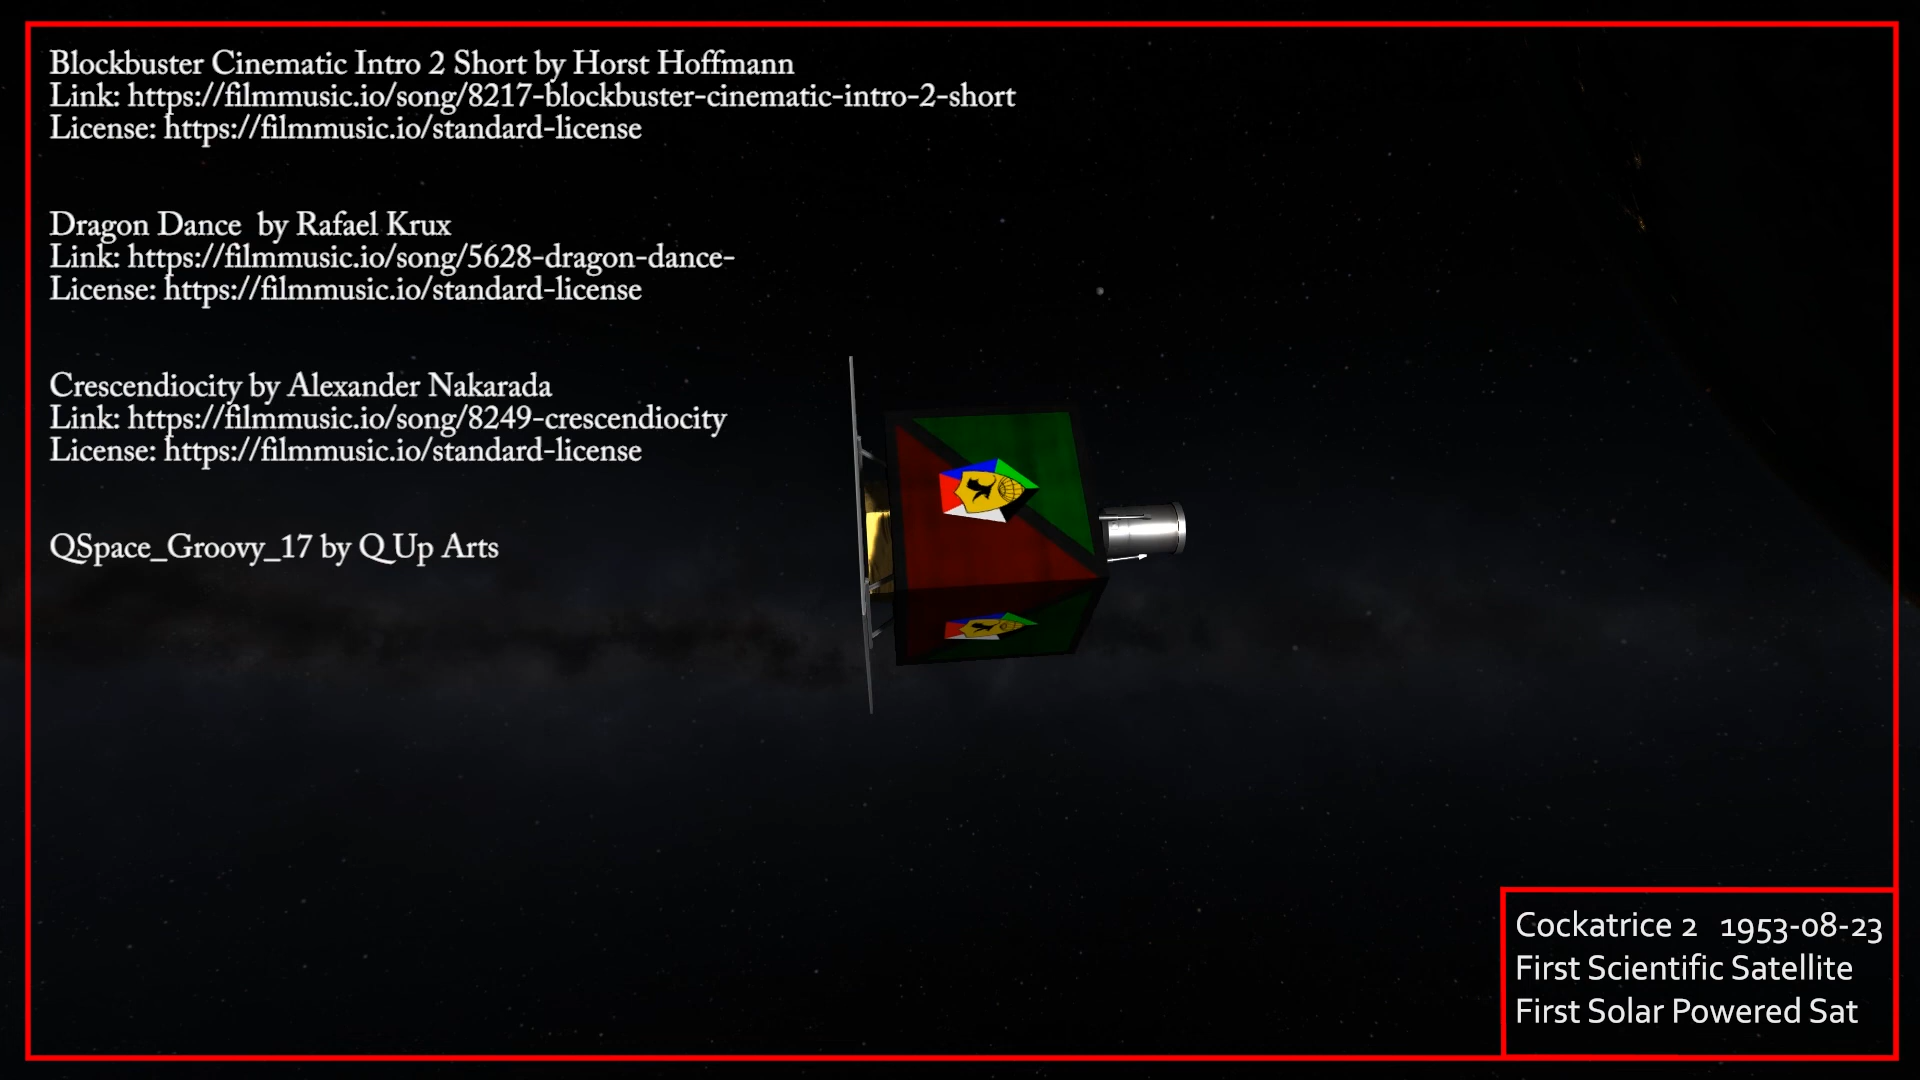 Blockbuster Cinematic Intro 2 Short by Horst Hoffmann
Link: https://filmmusic.io/song/8217-blockbuster-cinematic-intro-2-short
License: https://filmmusic.io/standard-license
Dragon Dance  by Rafael Krux
Link: https://filmmusic.io/song/5628-dragon-dance-
License: https://filmmusic.io/standard-license
Crescendiocity by Alexander Nakarada
Link: https://filmmusic.io/song/8249-crescendiocity
License: https://filmmusic.io/standard-license
QSpace_Groovy_17 by Q Up Arts
Cockatrice 2   1953-08-23
First Scientific Satellite
First Solar Powered Sat